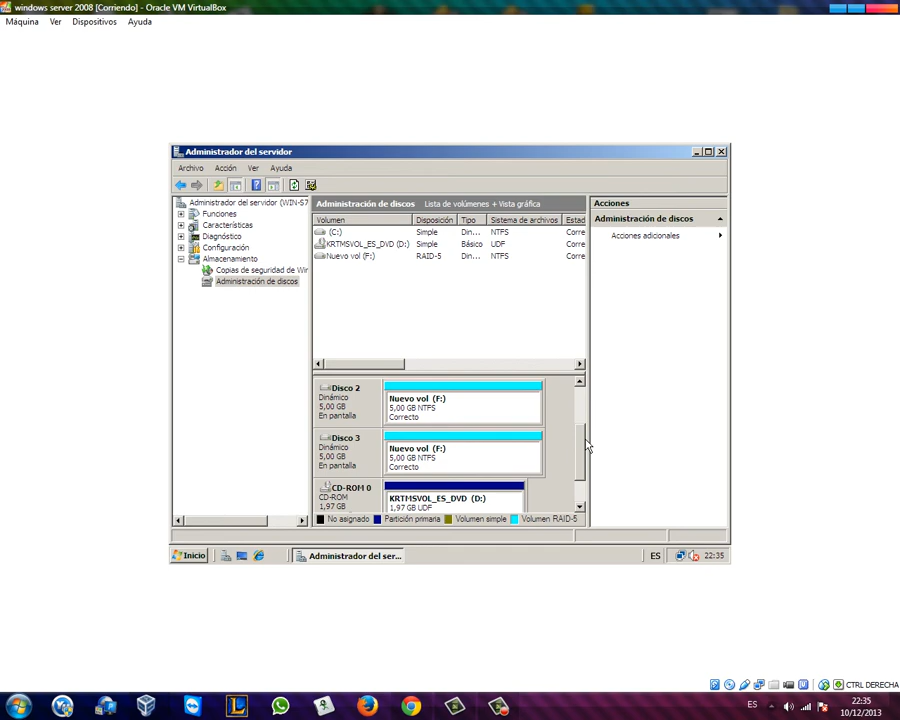 windows server 2008 [Corriendo] - Oracle VM VirtualBox
Máquina Ver Dispositivos Ayuda
Administrador del servidor
Archivo Acción Ver Ayuda
Administrador del servidor (WIN-S7
Funciones
Características
Diagnóstico
Configuración
Almacenamiento
Copias de seguridad de Wir
Administración de discos
Administración de discos Lista de volúmenes + Vista gráfica
Volumen Disposición Tipo Sistema de archivos Estad
(C:) Simple Din... NTFS Corre
KRTMSVOL_ES_DVD (D:) Simple Básico UDF Corre
Nuevo vol (F:) RAID-5 Din... NTFS Corre
Disco 2
Dinámico
5,00 GB
En pantalla
Nuevo vol (F:)
5,00 GB NTFS
Correcto
Disco 3
Dinámico
5,00 GB
En pantalla
Nuevo vol (F:)
5,00 GB NTFS
Correcto
CD-ROM 0
CD-ROM
1,97 GB
KRTMSVOL_ES_DVD (D:)
1,97 GB UDF
No asignado Partición primaria Volumen simple Volumen RAID-5
Acciones
Administración de discos
Acciones adicionales
Inicio Administrador del ser... ES 22:35
CTRL DERECHA
ES 22:35
10/12/2013